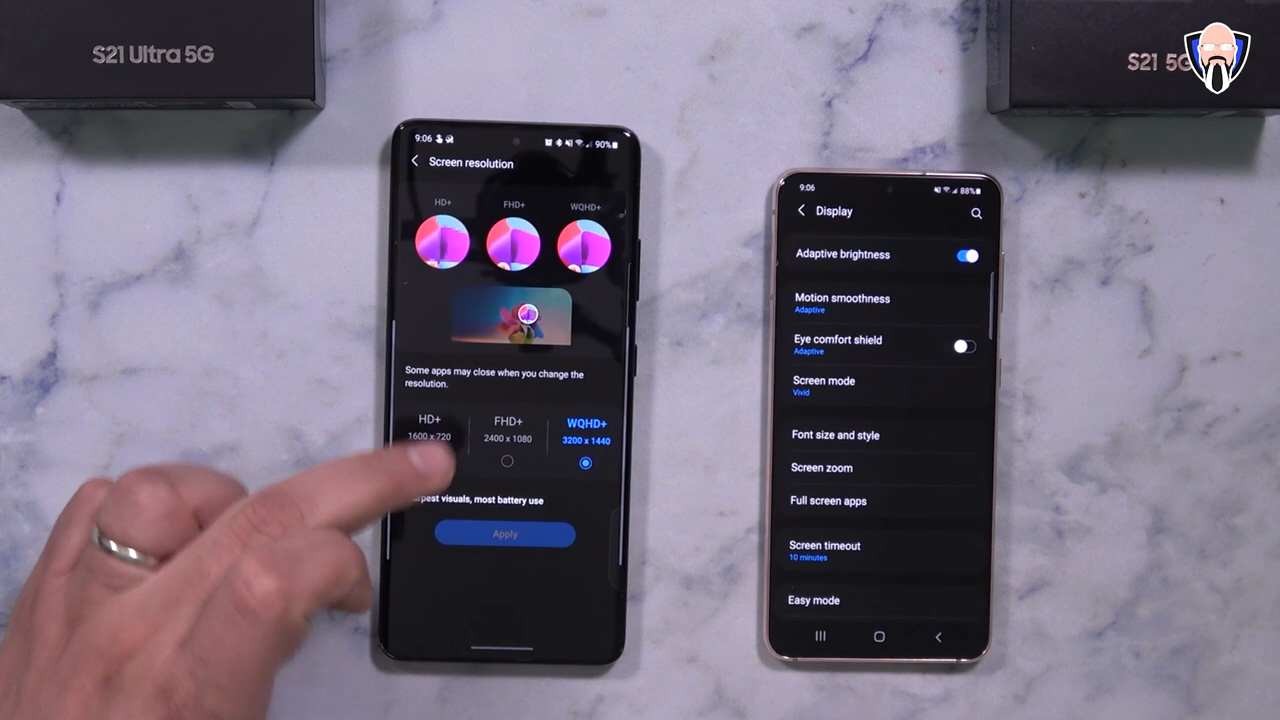 S21 Ultra 5G
S21 5G
9:06
90%
Screen resolution
HD+
FHD+
WQHD+
Some apps may close when you change the
resolution.
HD+
FHD+
WQHD+
1600 x 720
2400 x 1080
3200 x 1440
visuals, most battery use
Apply
9:06
88%
Display
Adaptive brightness
Motion smoothness
Adaptive
Eye comfort shield
Adaptive
Screen mode
Vivid
Font size and style
Screen zoom
Full screen apps
Screen timeout
10 minutes
Easy mode